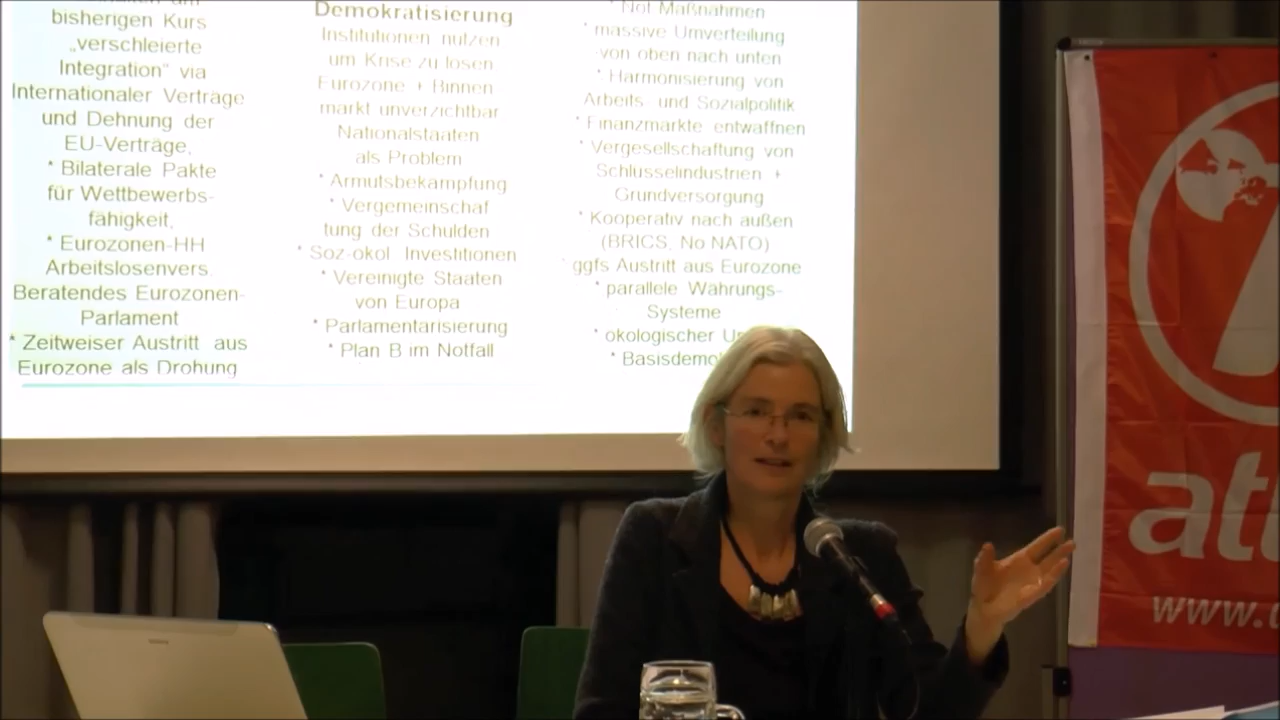 bisherigen Kurs
„verschleierte
Integration" via
Internationaler Verträge
und Dehnung der
EU-Verträge,
* Bilaterale Pakte
für Wettbewerbs-
fähigkeit,
* Eurozonen-HH
Arbeitslosenvers.
Beratendes Eurozonen-
Parlament
* Zeitweiser Austritt aus
Eurozone als Drohung
Demokratisierung
Institutionen nutzen
um Krise zu lösen
Eurozone + Binnen
markt unverzichtbar
Nationalstaaten
als Problem
* Armutsbekämpfung
* Vergemeinschaf
tung der Schulden
* Soz-ökol Investitionen
* Vereinigte Staaten
von Europa
* Parlamentarisierung
* Plan B im Notfall
* Not Maßnahmen
* massive Umverteilung
von oben nach unten
* Harmonisierung von
Arbeits- und Sozialpolitik
* Finanzmärkte entwaffnen
* Vergesellschaftung von
Schlüsselindustrien +
Grundversorgung
* Kooperativ nach außen
(BRICS, No NATO)
ggfs Austritt aus Eurozone
* parallele Währungs-
Systeme
* ökologischer
att
www.